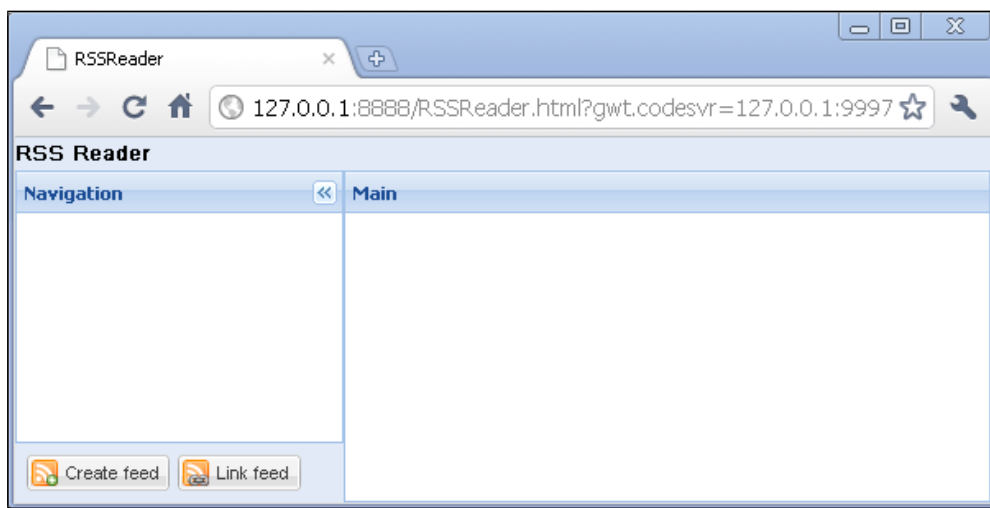 RSSReader
127.0.0.1:8888/RSSReader.html?gwt.codesvr=127.0.0.1:9997
RSS Reader
Navigation
Main
Create feed
Link feed